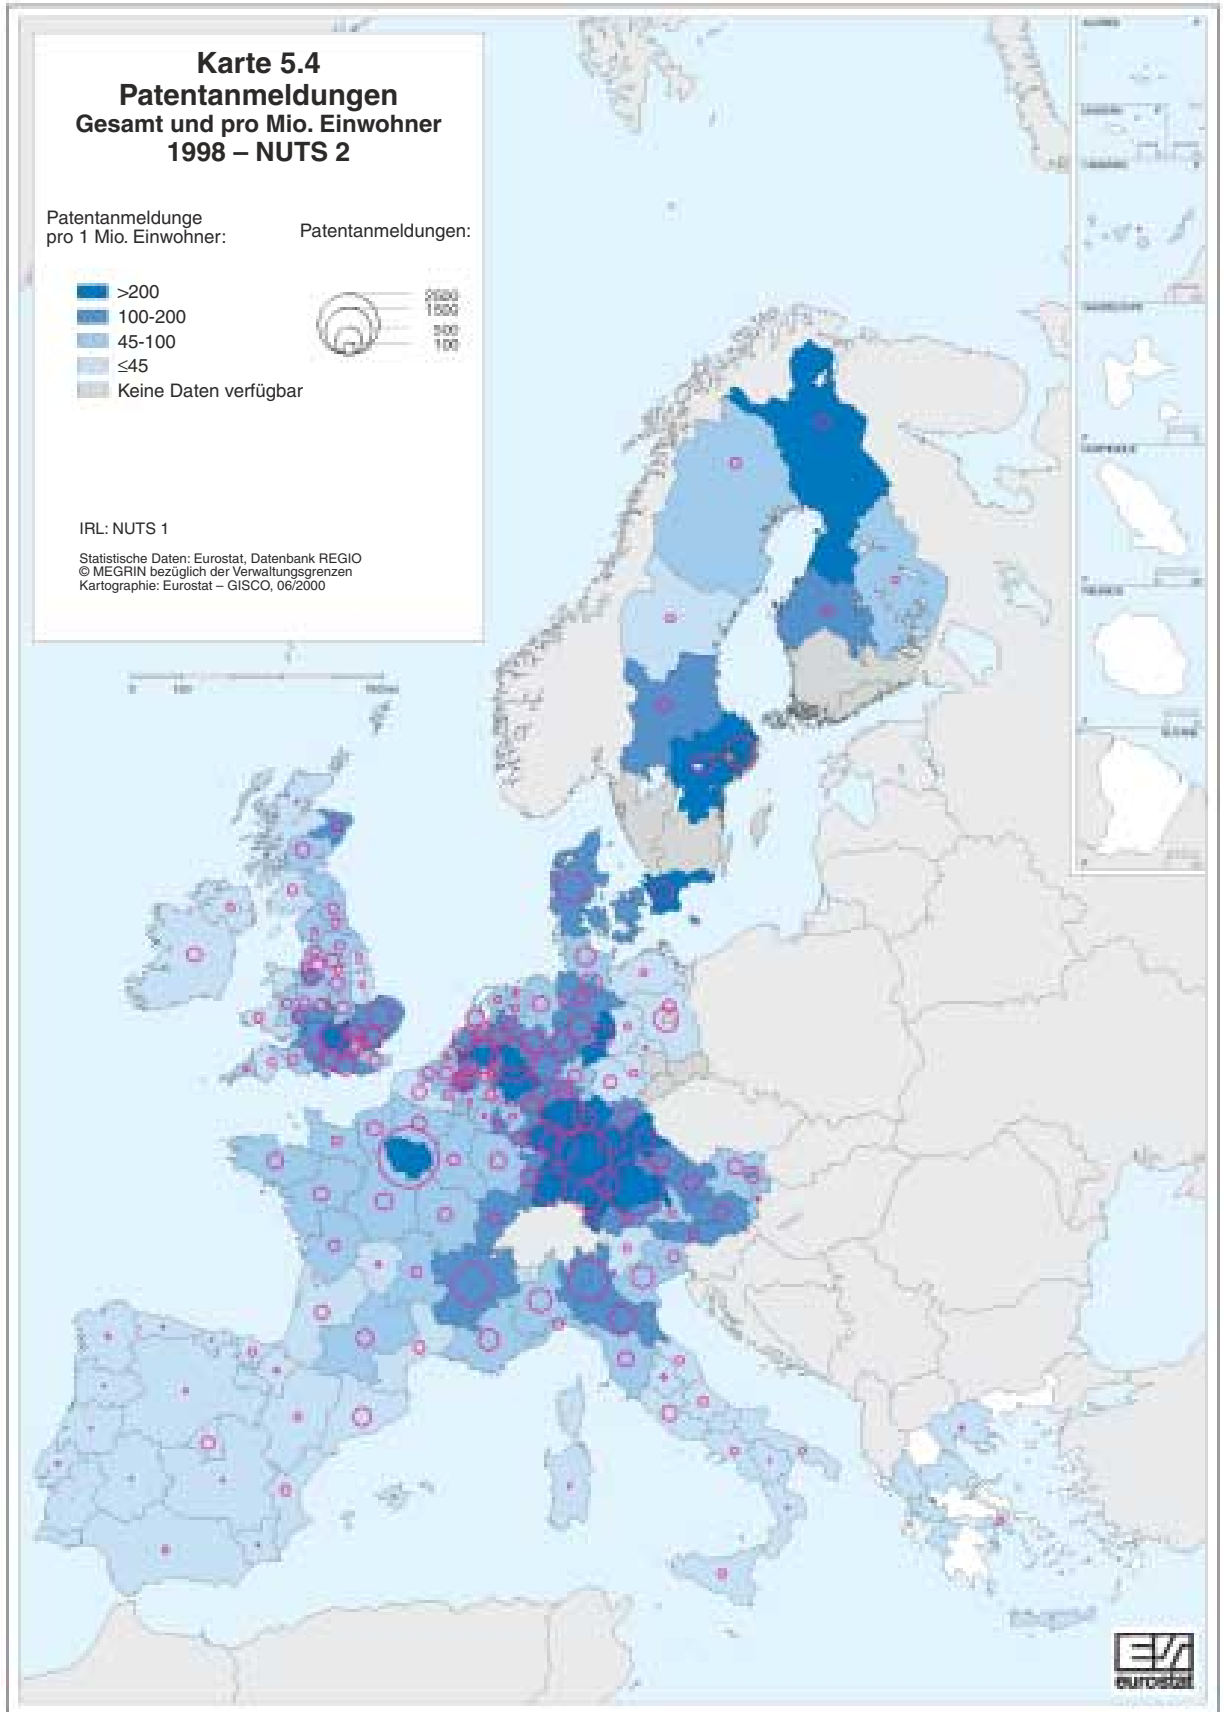 Karte 5.4
Patentanmeldungen
Gesamt und pro Mio. Einwohner
1998 – NUTS 2
Patentanmeldunge
pro 1 Mio. Einwohner:
Patentanmeldungen:
>200
100-200
45-100
≤45
Keine Daten verfügbar
2500
1500
500
100
IRL: NUTS 1
Statistische Daten: Eurostat, Datenbank REGIO
© MEGRIN bezüglich der Verwaltungsgrenzen
Kartographie: Eurostat – GISCO, 06/2000
eurostat